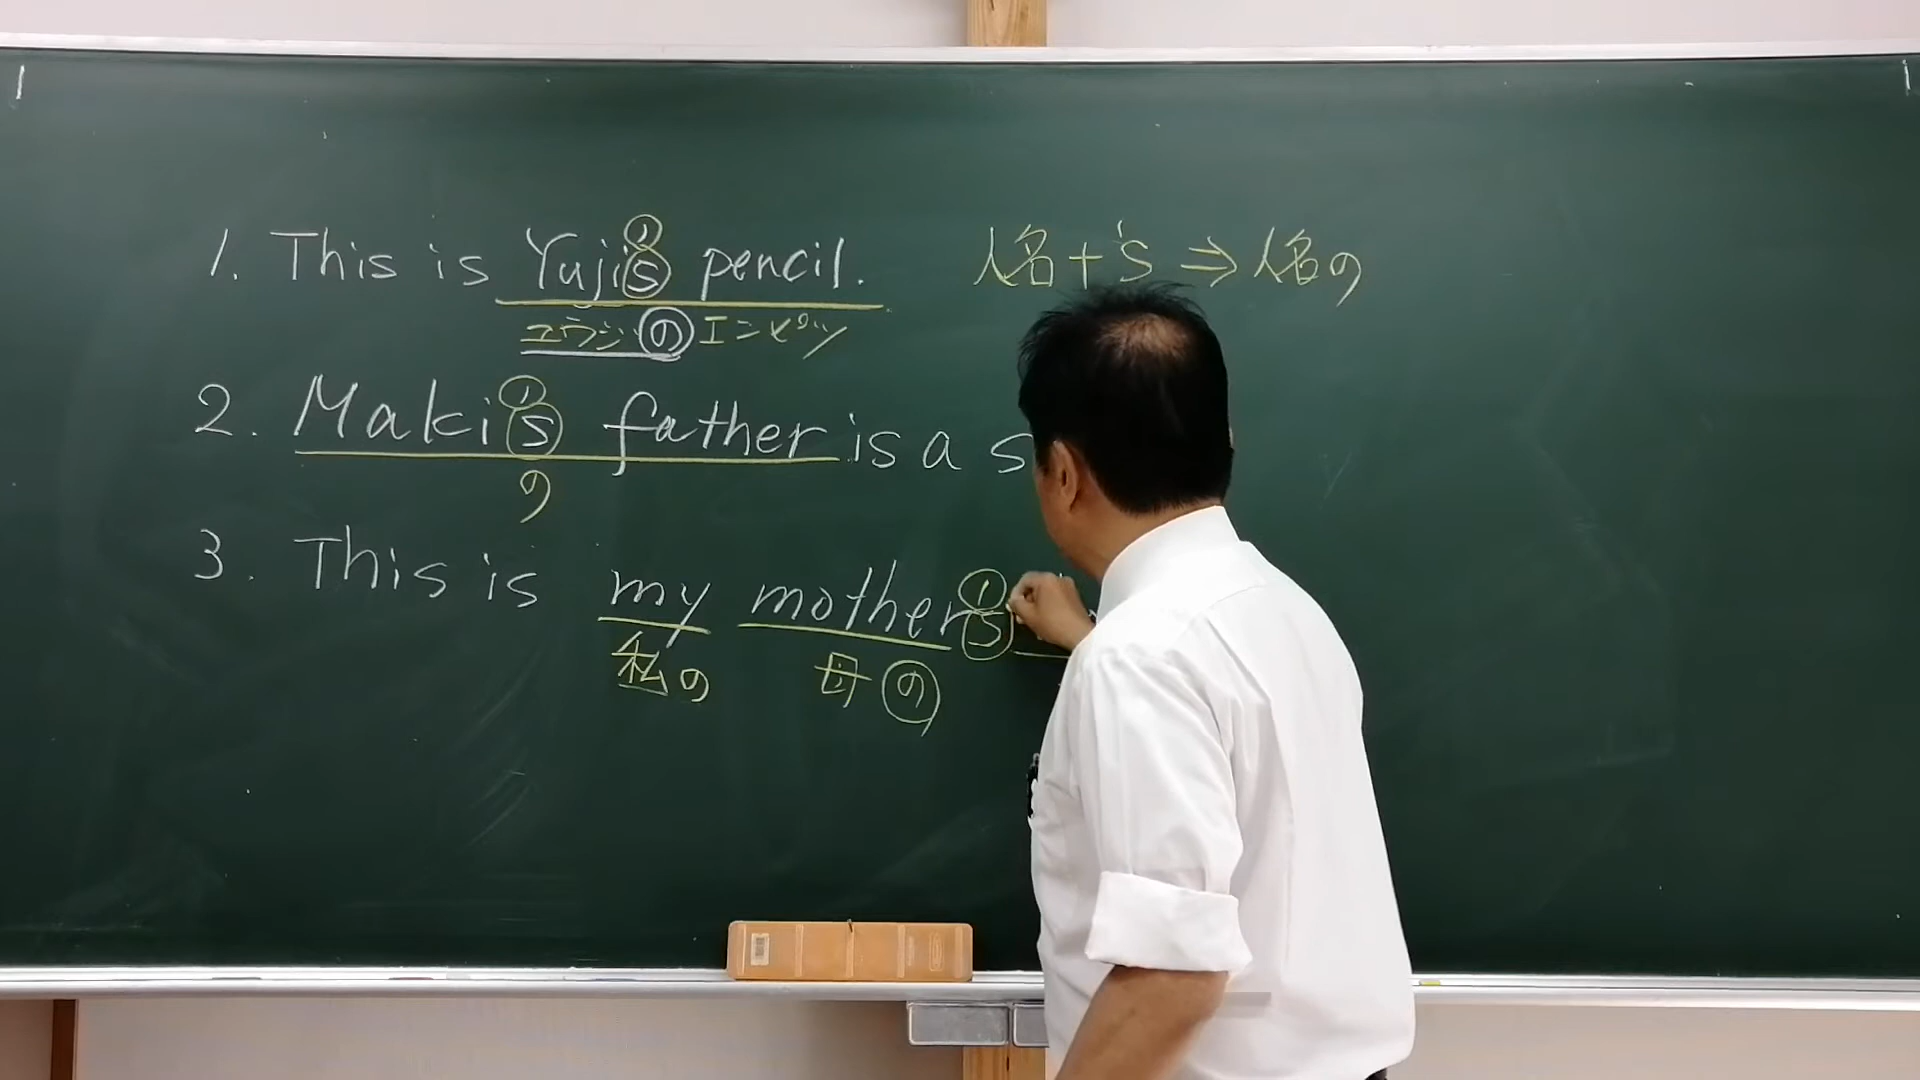 1. This is Yuji's pencil. 人名+'s ⇒ 人名の
ユウジのエンピツ
2. Maki's father is a s
の
3. This is my mother's
私の 母の